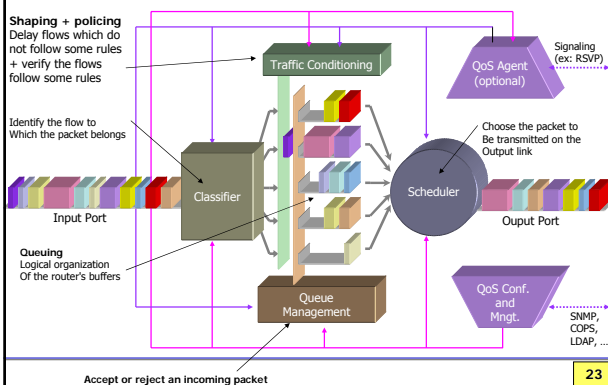 Shaping + policing
Delay flows which do
not follow some rules
+ verify the flows
follow some rules
Traffic Conditioning
QoS Agent
(optional)
Signaling
(ex: RSVP)
Identify the flow to
Which the packet belongs
Choose the packet to
Be transmitted on the
Output link
Classifier
Scheduler
Input Port
Ouput Port
Queuing
Logical organization
Of the router's buffers
Queue
Management
QoS Conf.
and
Mngt.
SNMP,
COPS,
LDAP, ...
Accept or reject an incoming packet
23